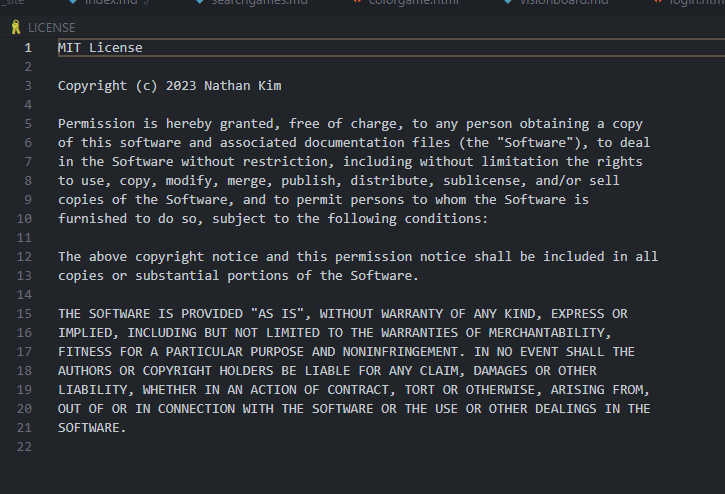 _site index.md searchgames.md colorgame.html visionboard.md login.htm
LICENSE
1 MIT License
2
3 Copyright (c) 2023 Nathan Kim
4
5 Permission is hereby granted, free of charge, to any person obtaining a copy
6 of this software and associated documentation files (the "Software"), to deal
7 in the Software without restriction, including without limitation the rights
8 to use, copy, modify, merge, publish, distribute, sublicense, and/or sell
9 copies of the Software, and to permit persons to whom the Software is
10 furnished to do so, subject to the following conditions:
11
12 The above copyright notice and this permission notice shall be included in all
13 copies or substantial portions of the Software.
14
15 THE SOFTWARE IS PROVIDED "AS IS", WITHOUT WARRANTY OF ANY KIND, EXPRESS OR
16 IMPLIED, INCLUDING BUT NOT LIMITED TO THE WARRANTIES OF MERCHANTABILITY,
17 FITNESS FOR A PARTICULAR PURPOSE AND NONINFRINGEMENT. IN NO EVENT SHALL THE
18 AUTHORS OR COPYRIGHT HOLDERS BE LIABLE FOR ANY CLAIM, DAMAGES OR OTHER
19 LIABILITY, WHETHER IN AN ACTION OF CONTRACT, TORT OR OTHERWISE, ARISING FROM,
20 OUT OF OR IN CONNECTION WITH THE SOFTWARE OR THE USE OR OTHER DEALINGS IN THE
21 SOFTWARE.
22